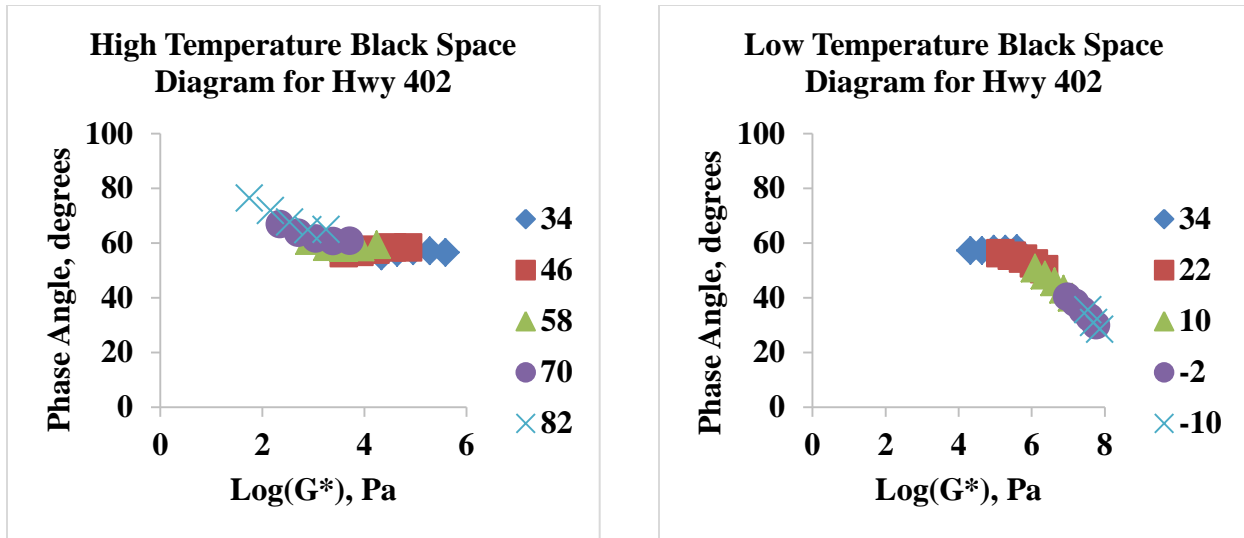 High Temperature Black Space
Diagram for Hwy 402
100
80
60
40
20
0
0 2 4 6
Phase Angle, degrees
Log(G*), Pa
34
46
58
70
82
Low Temperature Black Space
Diagram for Hwy 402
100
80
60
40
20
0
0 2 4 6 8
Phase Angle, degrees
Log(G*), Pa
34
22
10
-2
-10